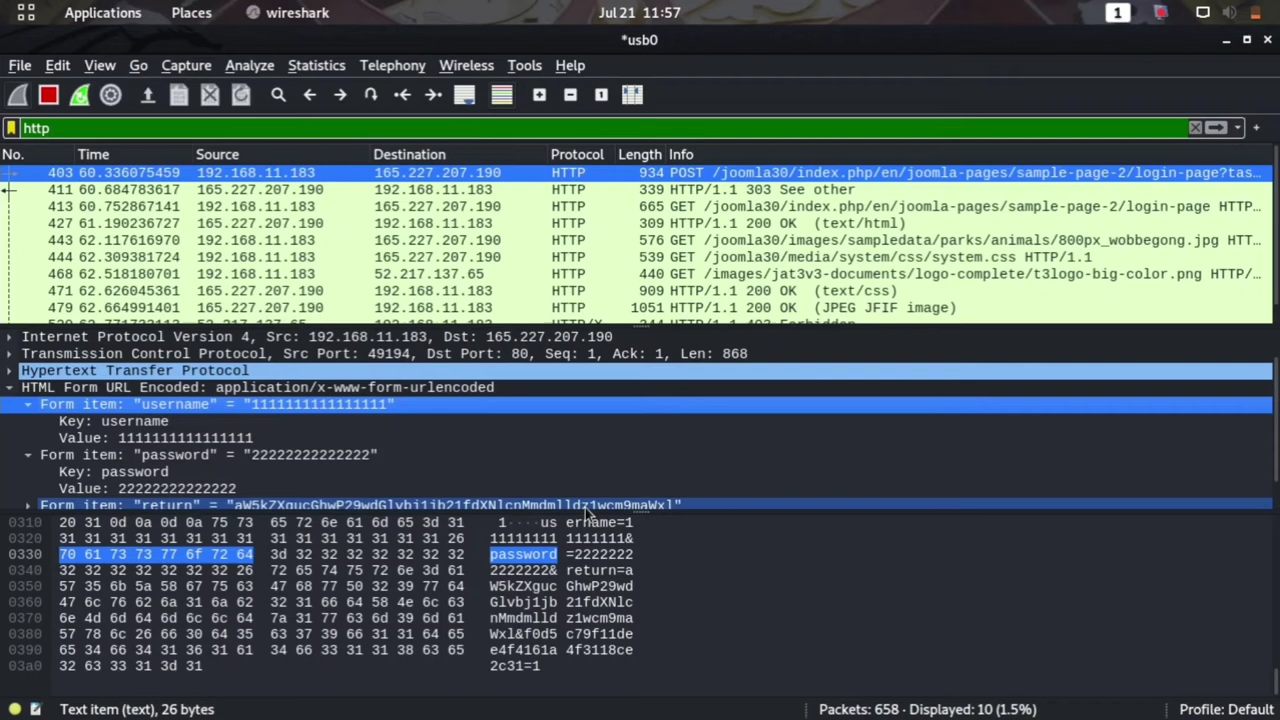 Applications Places wireshark Jul 21 11:57 1
*usb0
File Edit View Go Capture Analyze Statistics Telephony Wireless Tools Help
http
No. Time Source Destination Protocol Length Info
403 60.336075459 192.168.11.183 165.227.207.190 HTTP 934 POST /joomla30/index.php/en/joomla-pages/sample-page-2/login-page?tas…
411 60.684783617 165.227.207.190 192.168.11.183 HTTP 339 HTTP/1.1 303 See other
413 60.752867141 192.168.11.183 165.227.207.190 HTTP 665 GET /joomla30/index.php/en/joomla-pages/sample-page-2/login-page HTTP…
427 61.190236727 165.227.207.190 192.168.11.183 HTTP 309 HTTP/1.1 200 OK (text/html)
443 62.117616970 192.168.11.183 165.227.207.190 HTTP 576 GET /joomla30/images/sampledata/parks/animals/800px_wobbegong.jpg HTT…
444 62.309381724 192.168.11.183 165.227.207.190 HTTP 539 GET /joomla30/media/system/css/system.css HTTP/1.1
468 62.518180701 192.168.11.183 52.217.137.65 HTTP 440 GET /images/jat3v3-documents/logo-complete/t3logo-big-color.png HTTP/…
471 62.626045361 165.227.207.190 192.168.11.183 HTTP 909 HTTP/1.1 200 OK (text/css)
479 62.664991401 165.227.207.190 192.168.11.183 HTTP 1051 HTTP/1.1 200 OK (JPEG JFIF image)
Internet Protocol Version 4, Src: 192.168.11.183, Dst: 165.227.207.190
Transmission Control Protocol, Src Port: 49194, Dst Port: 80, Seq: 1, Ack: 1, Len: 868
Hypertext Transfer Protocol
HTML Form URL Encoded: application/x-www-form-urlencoded
Form item: "username" = "1111111111111111"
Key: username
Value: 1111111111111111
Form item: "password" = "22222222222222"
Key: password
Value: 22222222222222
Form item: "return" = "aW5kZXgucGhwP29wdGlvbj1jb21fdXNlcnMmdmlldz1wcm9maWxl"
0310 20 31 0d 0a 0d 0a 75 73 65 72 6e 61 6d 65 3d 31 1····us ername=1
0320 31 31 31 31 31 31 31 31 31 31 31 31 31 31 31 26 11111111 1111111&
0330 70 61 73 73 77 6f 72 64 3d 32 32 32 32 32 32 32 password =2222222
0340 32 32 32 32 32 32 32 26 72 65 74 75 72 6e 3d 61 2222222& return=a
0350 57 35 6b 5a 58 67 75 63 47 68 77 50 32 39 77 64 W5kZXguc GhwP29wd
0360 47 6c 76 62 6a 31 6a 62 32 31 66 64 58 4e 6c 63 Glvbj1jb 21fdXNlc
0370 6e 4d 6d 64 6d 6c 6c 64 7a 31 77 63 6d 39 6d 61 nMmdmlld z1wcm9ma
0380 57 78 6c 26 66 30 64 35 63 37 39 66 31 31 64 65 Wxl&f0d5 c79f11de
0390 65 34 66 34 31 36 31 61 34 66 33 31 31 38 63 65 e4f4161a 4f3118ce
03a0 32 63 33 31 3d 31 2c31=1
Text item (text), 26 bytes Packets: 658 · Displayed: 10 (1.5%) Profile: Default